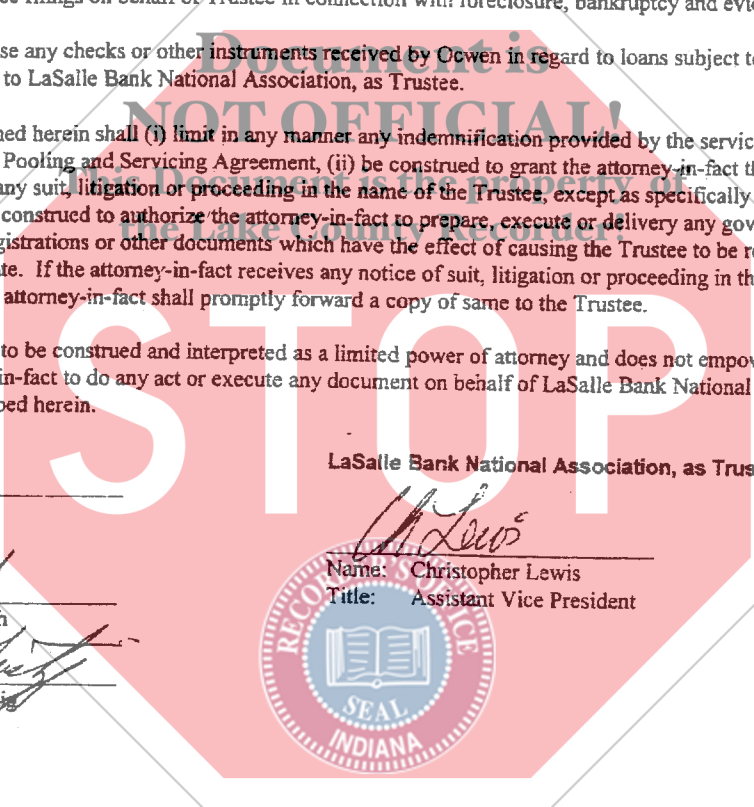 filings on behalf of Trustee in connection with foreclosure, bankruptcy and
se any checks or other instruments received by Ocwen in regard to loans subject
to LaSalle Bank National Association, as Trustee.
Document is
NOT OFFICIAL!
This Document is the property of
the Lake County Recorder!
ned herein shall (i) limit in any manner any indemnification provided by the servic
Pooling and Servicing Agreement, (ii) be construed to grant the attorney-in-fact th
any suit, litigation or proceeding in the name of the Trustee, except as specifically
construed to authorize the attorney-in-fact to prepare, execute or delivery any gov
gistrations or other documents which have the effect of causing the Trustee to be r
te. If the attorney-in-fact receives any notice of suit, litigation or proceeding in th
attorney-in-fact shall promptly forward a copy of same to the Trustee.
to be construed and interpreted as a limited power of attorney and does not empov
in-fact to do any act or execute any document on behalf of LaSalle Bank National
bed herein.
STOP
LaSalle Bank National Association, as Trus
Lewis
Name: Christopher Lewis
Title: Assistant Vice President
RECORDER'S OFFICE
SEAL
INDIANA